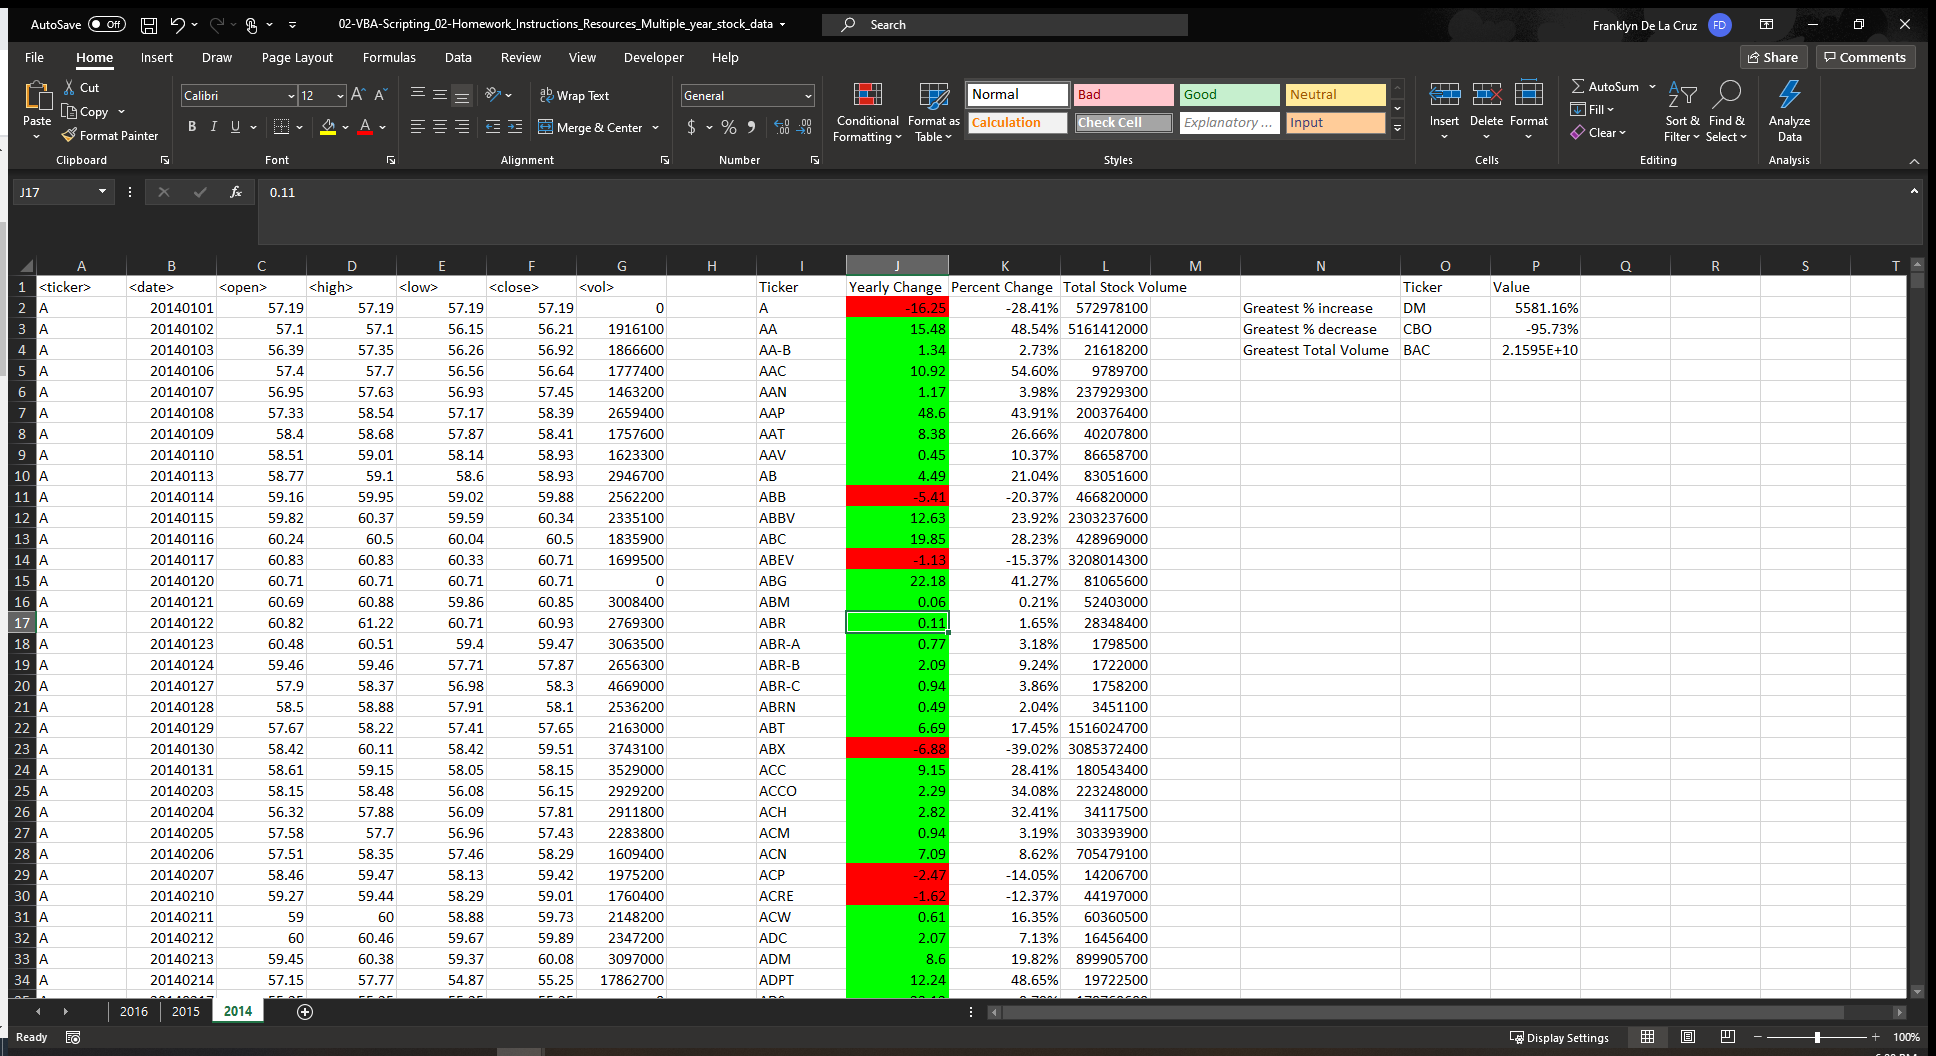 AutoSave Off 02-VBA-Scripting_02-Homework_Instructions_Resources_Multiple_year_stock_data Search Franklyn De La Cruz FD
File Home Insert Draw Page Layout Formulas Data Review View Developer Help Share Comments
Paste Cut Copy Format Painter Clipboard
Calibri 12 B I U Font
Wrap Text Merge & Center Alignment
General $ % Number
Conditional Formatting Format as Table
Normal Bad Good Neutral
Calculation Check Cell Explanatory ... Input
Styles
Insert Delete Format Cells
AutoSum Fill Clear Sort & Filter Find & Select Editing
Analyze Data Analysis
J17 fx 0.11
A B C D E F G H I J K L M N O P Q R S T
1 <ticker> <date> <open> <high> <low> <close> <vol> Ticker Yearly Change Percent Change Total Stock Volume Ticker Value
2 A 20140101 57.19 57.19 57.19 57.19 0 A -16.25 -28.41% 572978100 Greatest % increase DM 5581.16%
3 A 20140102 57.1 57.1 56.15 56.21 1916100 AA 15.48 48.54% 5161412000 Greatest % decrease CBO -95.73%
4 A 20140103 56.39 57.35 56.26 56.92 1866600 AA-B 1.34 2.73% 21618200 Greatest Total Volume BAC 2.1595E+10
5 A 20140106 57.4 57.7 56.56 56.64 1777400 AAC 10.92 54.60% 9789700
6 A 20140107 56.95 57.63 56.93 57.45 1463200 AAN 1.17 3.98% 237929300
7 A 20140108 57.33 58.54 57.17 58.39 2659400 AAP 48.6 43.91% 200376400
8 A 20140109 58.4 58.68 57.87 58.41 1757600 AAT 8.38 26.66% 40207800
9 A 20140110 58.51 59.01 58.14 58.93 1623300 AAV 0.45 10.37% 86658700
10 A 20140113 58.77 59.1 58.6 58.93 2946700 AB 4.49 21.04% 83051600
11 A 20140114 59.16 59.95 59.02 59.88 2562200 ABB -5.41 -20.37% 466820000
12 A 20140115 59.82 60.37 59.59 60.34 2335100 ABBV 12.63 23.92% 2303237600
13 A 20140116 60.24 60.5 60.04 60.5 1835900 ABC 19.85 28.23% 428969000
14 A 20140117 60.83 60.83 60.33 60.71 1699500 ABEV -1.13 -15.37% 3208014300
15 A 20140120 60.71 60.71 60.71 60.71 0 ABG 22.18 41.27% 81065600
16 A 20140121 60.69 60.88 59.86 60.85 3008400 ABM 0.06 0.21% 52403000
17 A 20140122 60.82 61.22 60.71 60.93 2769300 ABR 0.11 1.65% 28348400
18 A 20140123 60.48 60.51 59.4 59.47 3063500 ABR-A 0.77 3.18% 1798500
19 A 20140124 59.46 59.46 57.71 57.87 2656300 ABR-B 2.09 9.24% 1722000
20 A 20140127 57.9 58.37 56.98 58.3 4669000 ABR-C 0.94 3.86% 1758200
21 A 20140128 58.5 58.88 57.91 58.1 2536200 ABRN 0.49 2.04% 3451100
22 A 20140129 57.67 58.22 57.41 57.65 2163000 ABT 6.69 17.45% 1516024700
23 A 20140130 58.42 60.11 58.42 59.51 3743100 ABX -6.88 -39.02% 3085372400
24 A 20140131 58.61 59.15 58.05 58.15 3529000 ACC 9.15 28.41% 180543400
25 A 20140203 58.15 58.48 56.08 56.15 2929200 ACCO 2.29 34.08% 223248000
26 A 20140204 56.32 57.88 56.09 57.81 2911800 ACH 2.82 32.41% 34117500
27 A 20140205 57.58 57.7 56.96 57.43 2283800 ACM 0.94 3.19% 303393900
28 A 20140206 57.51 58.35 57.46 58.29 1609400 ACN 7.09 8.62% 705479100
29 A 20140207 58.46 59.47 58.13 59.42 1975200 ACP -2.47 -14.05% 14206700
30 A 20140210 59.27 59.44 58.29 59.01 1760400 ACRE -1.62 -12.37% 44197000
31 A 20140211 59 60 58.88 59.73 2148200 ACW 0.61 16.35% 60360500
32 A 20140212 60 60.46 59.67 59.89 2347200 ADC 2.07 7.13% 16456400
33 A 20140213 59.45 60.38 59.37 60.08 3097000 ADM 8.6 19.82% 899905700
34 A 20140214 57.15 57.77 54.87 55.25 17862700 ADPT 12.24 48.65% 19722500
2016 2015 2014
Ready Display Settings 100%